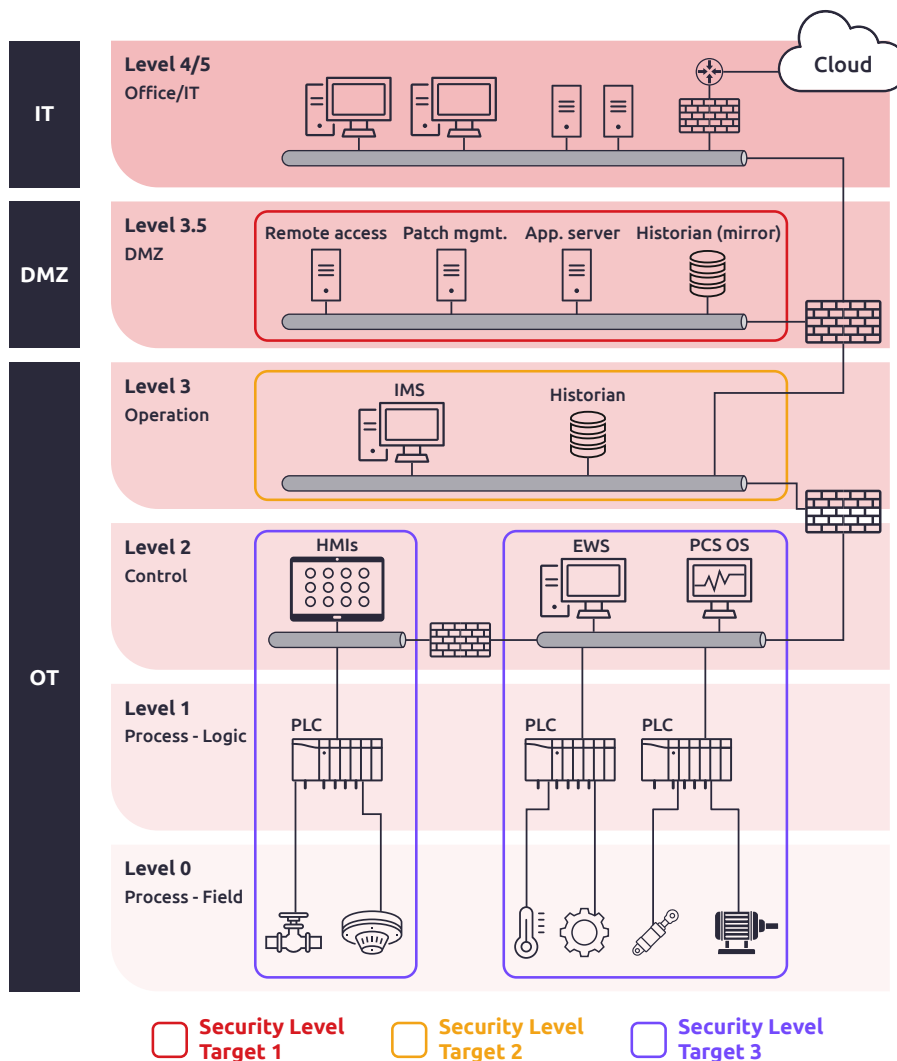 Cloud
IT
Level 4/5
Office/IT
DMZ
Level 3.5
DMZ
Remote access
Patch mgmt.
App. server
Historian (mirror)
OT
Level 3
Operation
IMS
Historian
Level 2
Control
HMIs
EWS
PCS OS
Level 1
Process - Logic
PLC
PLC
PLC
Level 0
Process - Field
Security Level
Target 1
Security Level
Target 2
Security Level
Target 3